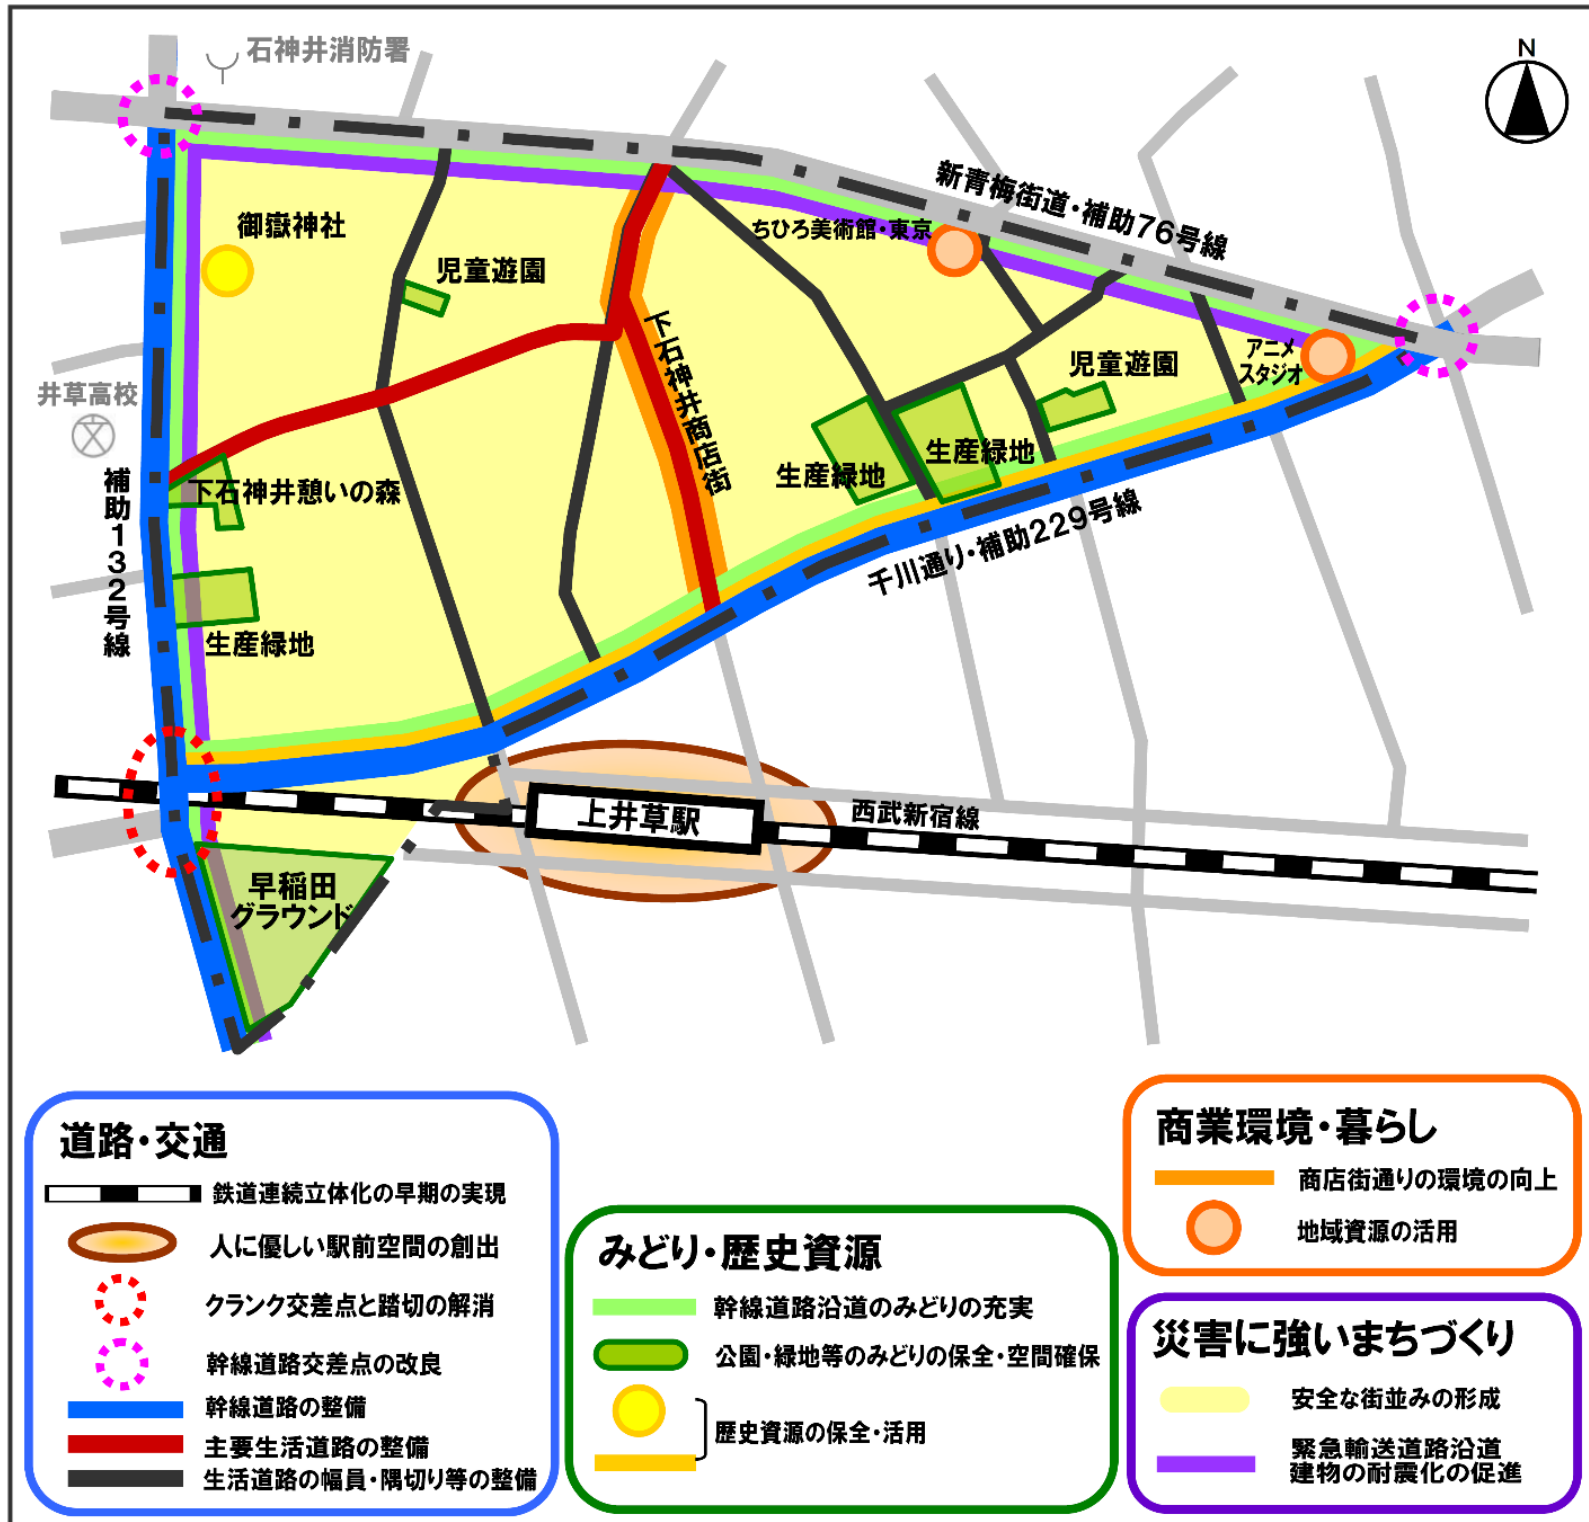 石神井消防署
N
新青梅街道・補助76号線
御嶽神社
ちひろ美術館・東京
児童遊園
下石神井商店街
アニメ
スタジオ
児童遊園
井草高校
生産緑地
生産緑地
下石神井憩いの森
補助132号線
千川通り・補助229号線
生産緑地
上井草駅
西武新宿線
早稲田
グラウンド
道路・交通
鉄道連続立体化の早期の実現
人に優しい駅前空間の創出
クランク交差点と踏切の解消
幹線道路交差点の改良
幹線道路の整備
主要生活道路の整備
生活道路の幅員・隅切り等の整備
みどり・歴史資源
幹線道路沿道のみどりの充実
公園・緑地等のみどりの保全・空間確保
歴史資源の保全・活用
商業環境・暮らし
商店街通りの環境の向上
地域資源の活用
災害に強いまちづくり
安全な街並みの形成
緊急輸送道路沿道
建物の耐震化の促進